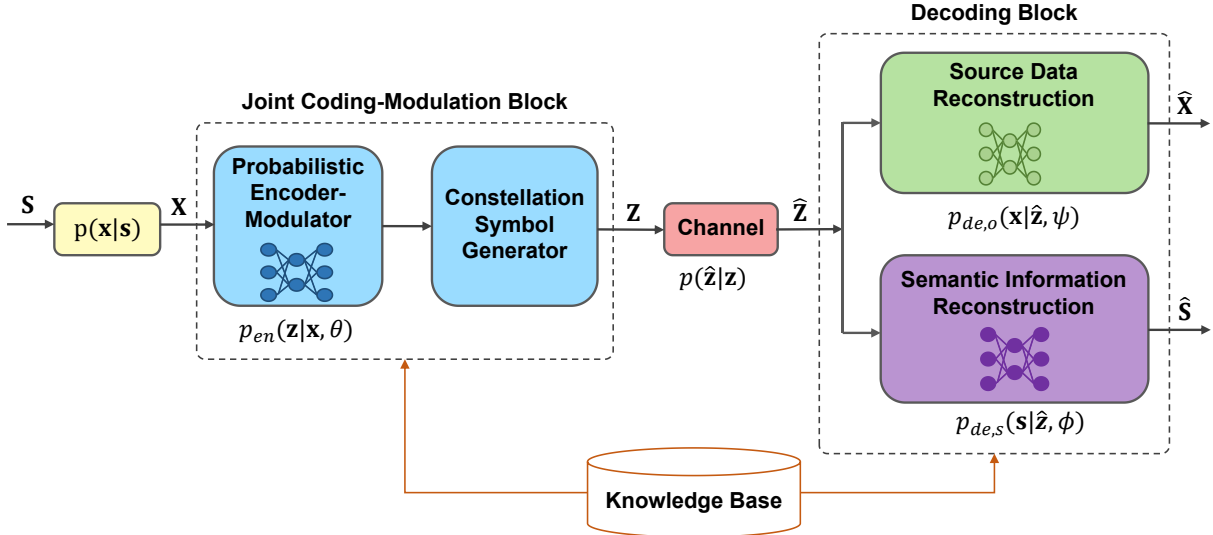 Decoding Block
Joint Coding-Modulation Block
S
p(x|s)
X
Probabilistic
Encoder-
Modulator
p_{en}(z|x, θ)
Constellation
Symbol
Generator
Z
Channel
p(ẑ|z)
Ẑ
Source Data
Reconstruction
p_{de,o}(x|ẑ, ψ)
X̂
Semantic Information
Reconstruction
p_{de,s}(s|ẑ, ϕ)
Ŝ
Knowledge Base